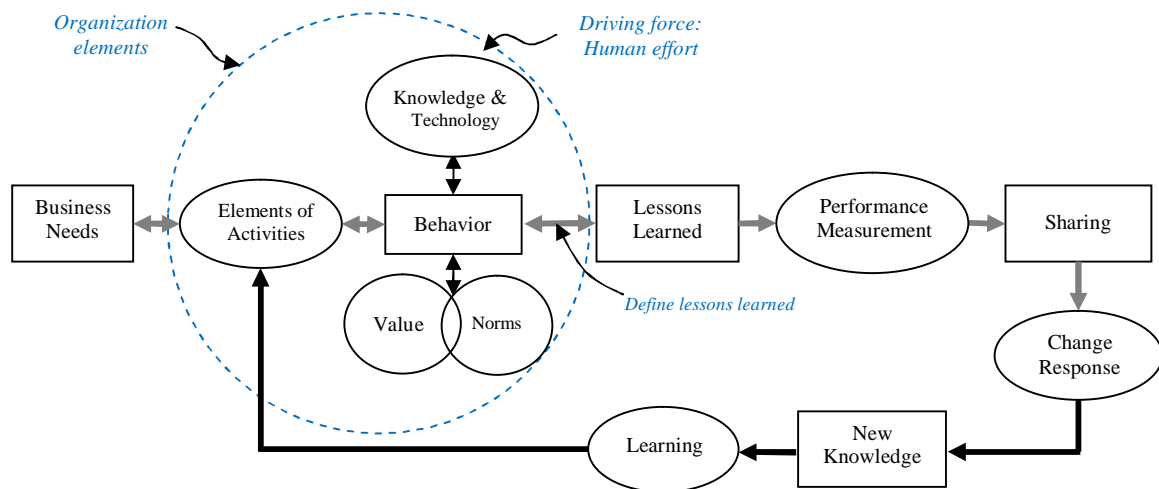 Organization
elements
Driving force:
Human effort
Knowledge &
Technology
Business
Needs
Elements of
Activities
Behavior
Lessons
Learned
Performance
Measurement
Sharing
Define lessons learned
Value
Norms
Change
Response
Learning
New
Knowledge